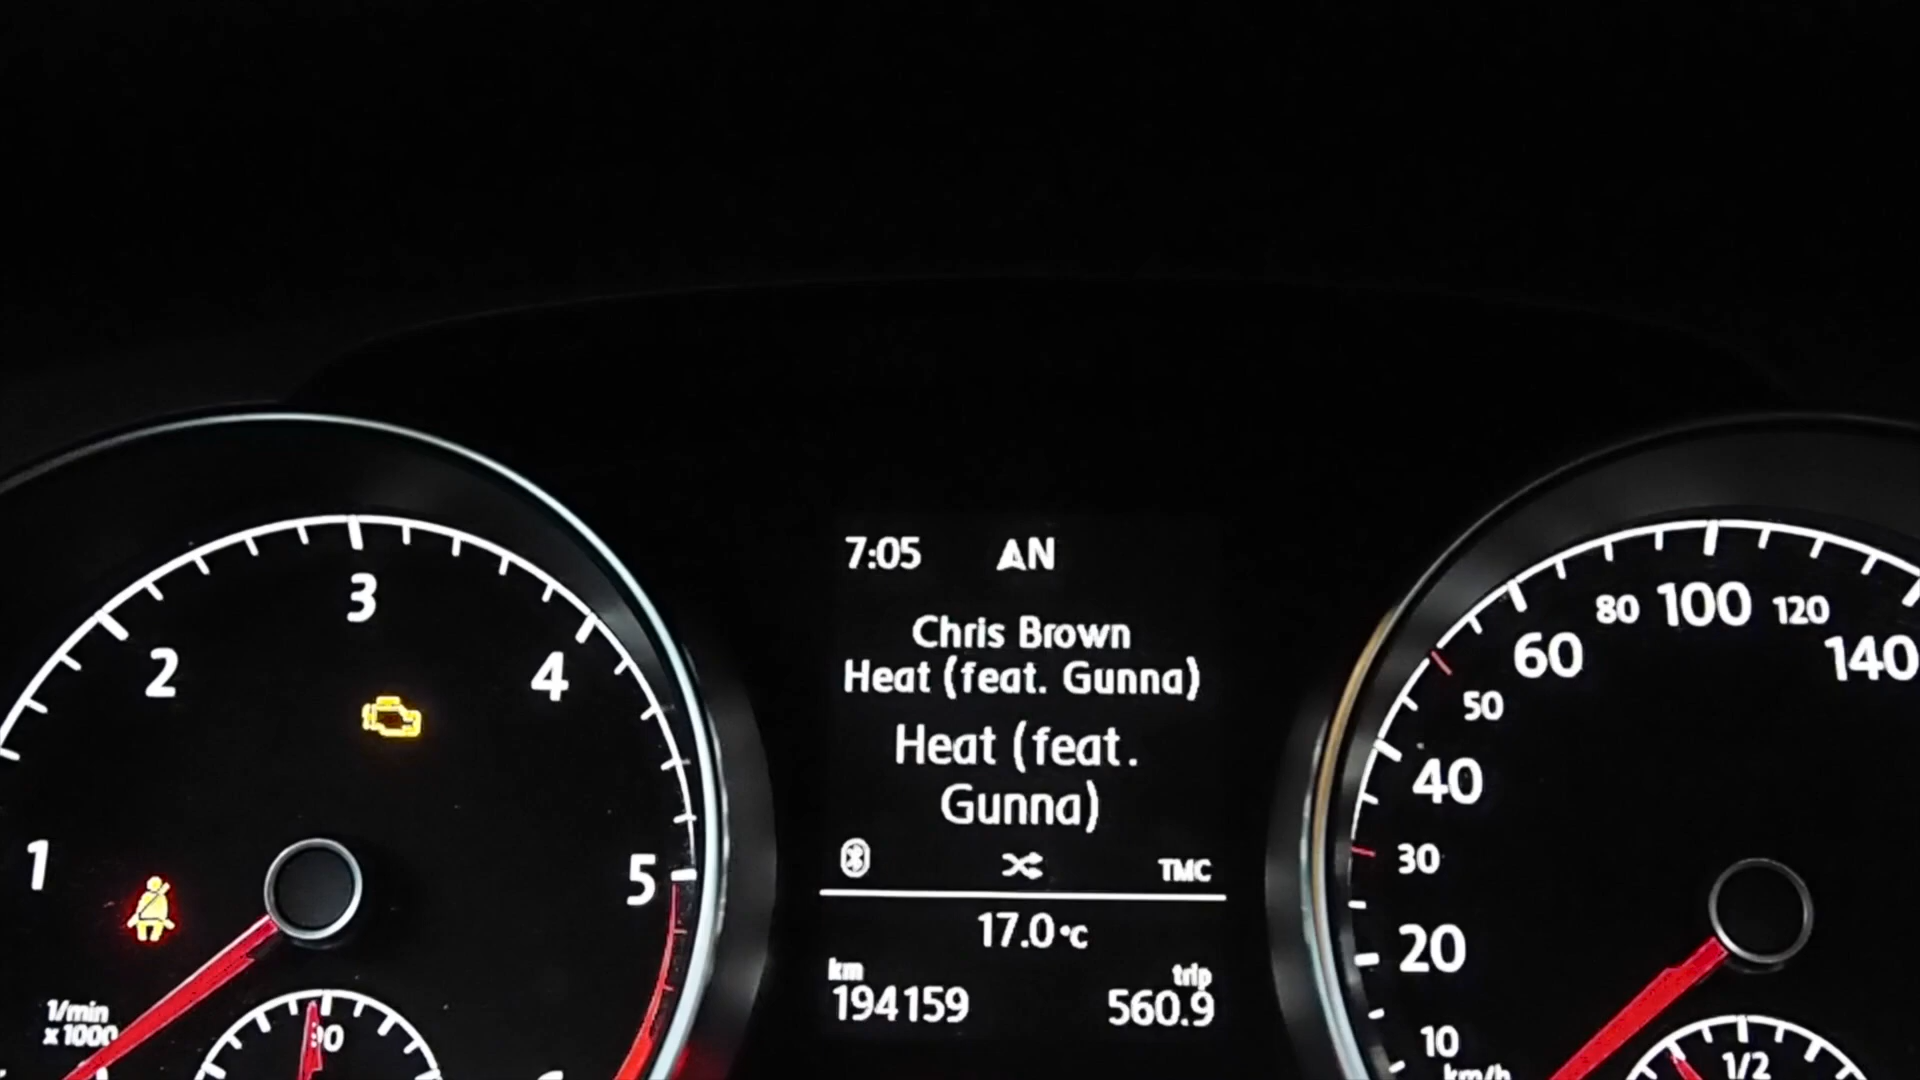 7:05 AN
Chris Brown
Heat (feat. Gunna)
Heat (feat.
Gunna)
TMC
17.0°C
km trip
194159 560.9
1
2
3
4
5
1/min
x 1000
90
10
20
30
40
50
60
80
100
120
140
km/h
1/2